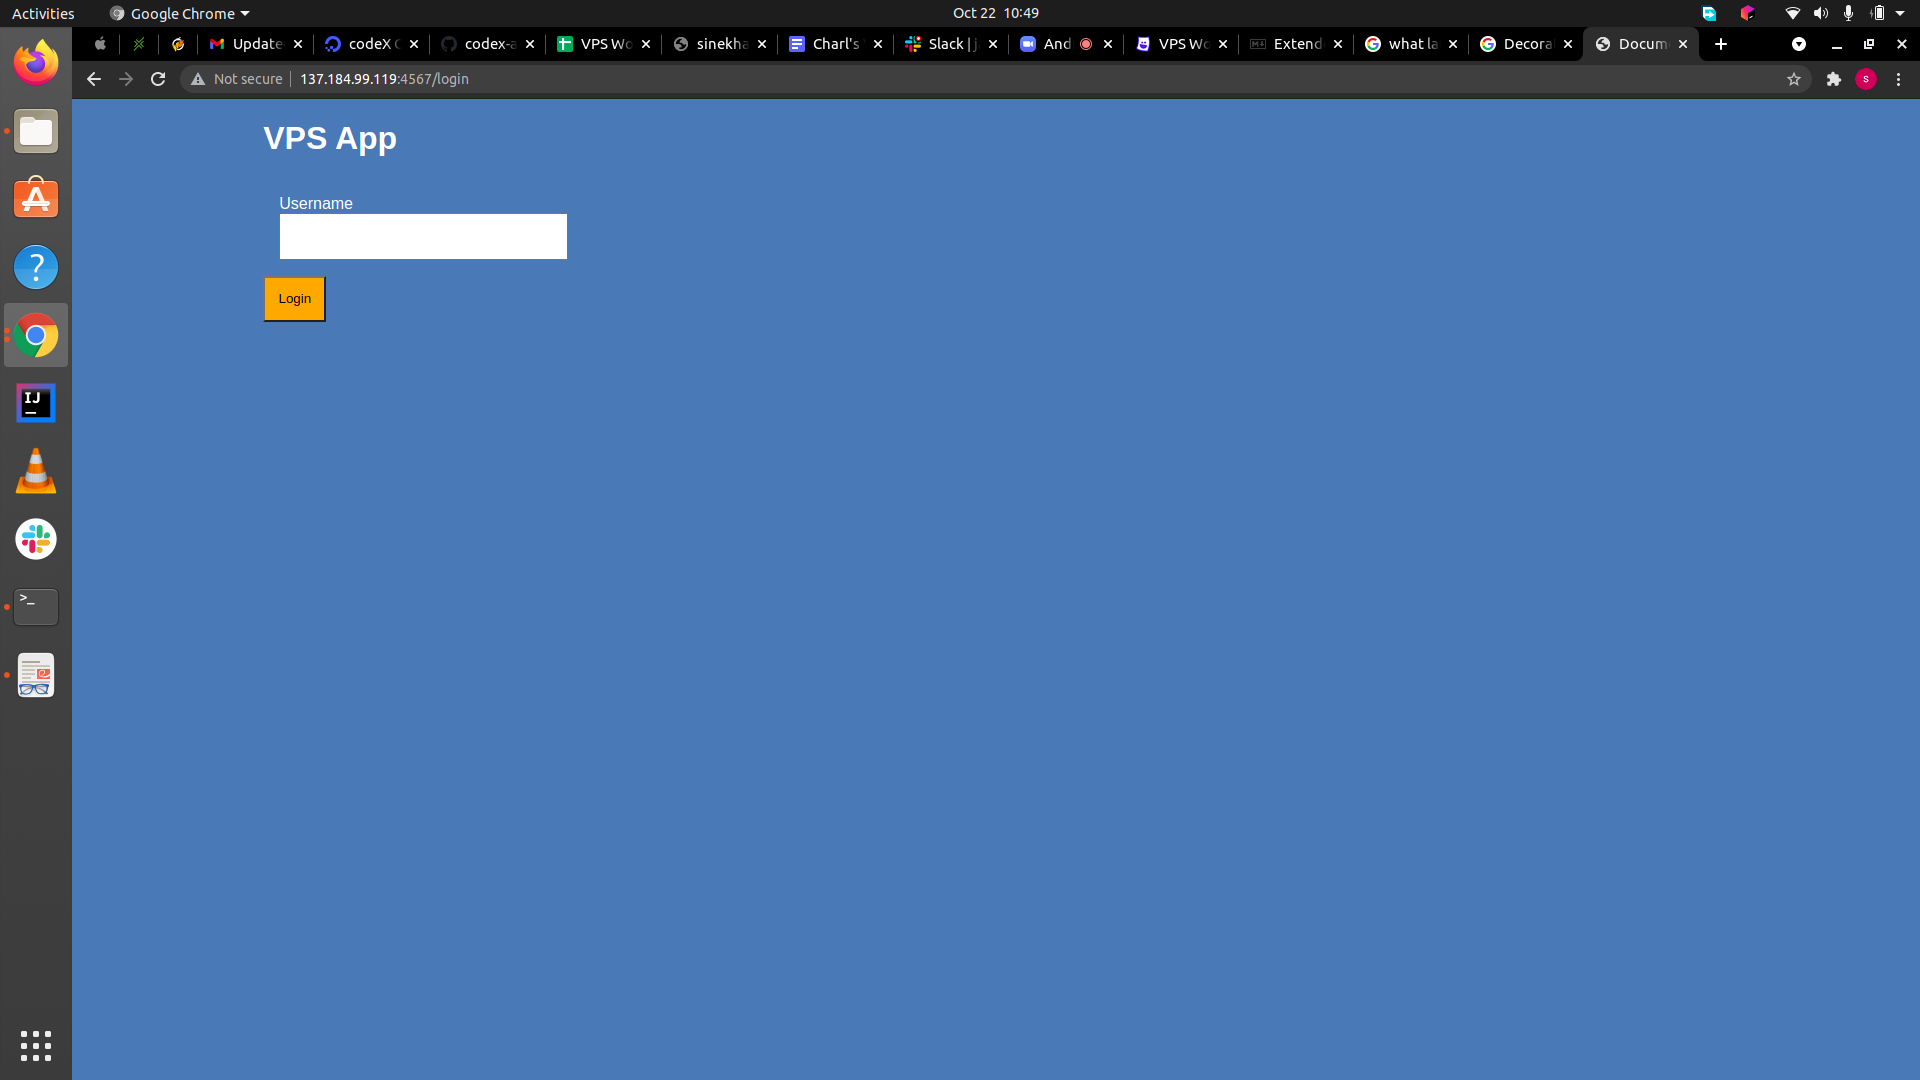 Activities Google Chrome Oct 22 10:49
Update codeX C codex-a VPS Wo sinekha Charl's Slack | j And VPS Wo Extend what la Decora Docum
Not secure 137.184.99.119:4567/login S
VPS App
Username
Login
IJ
>_